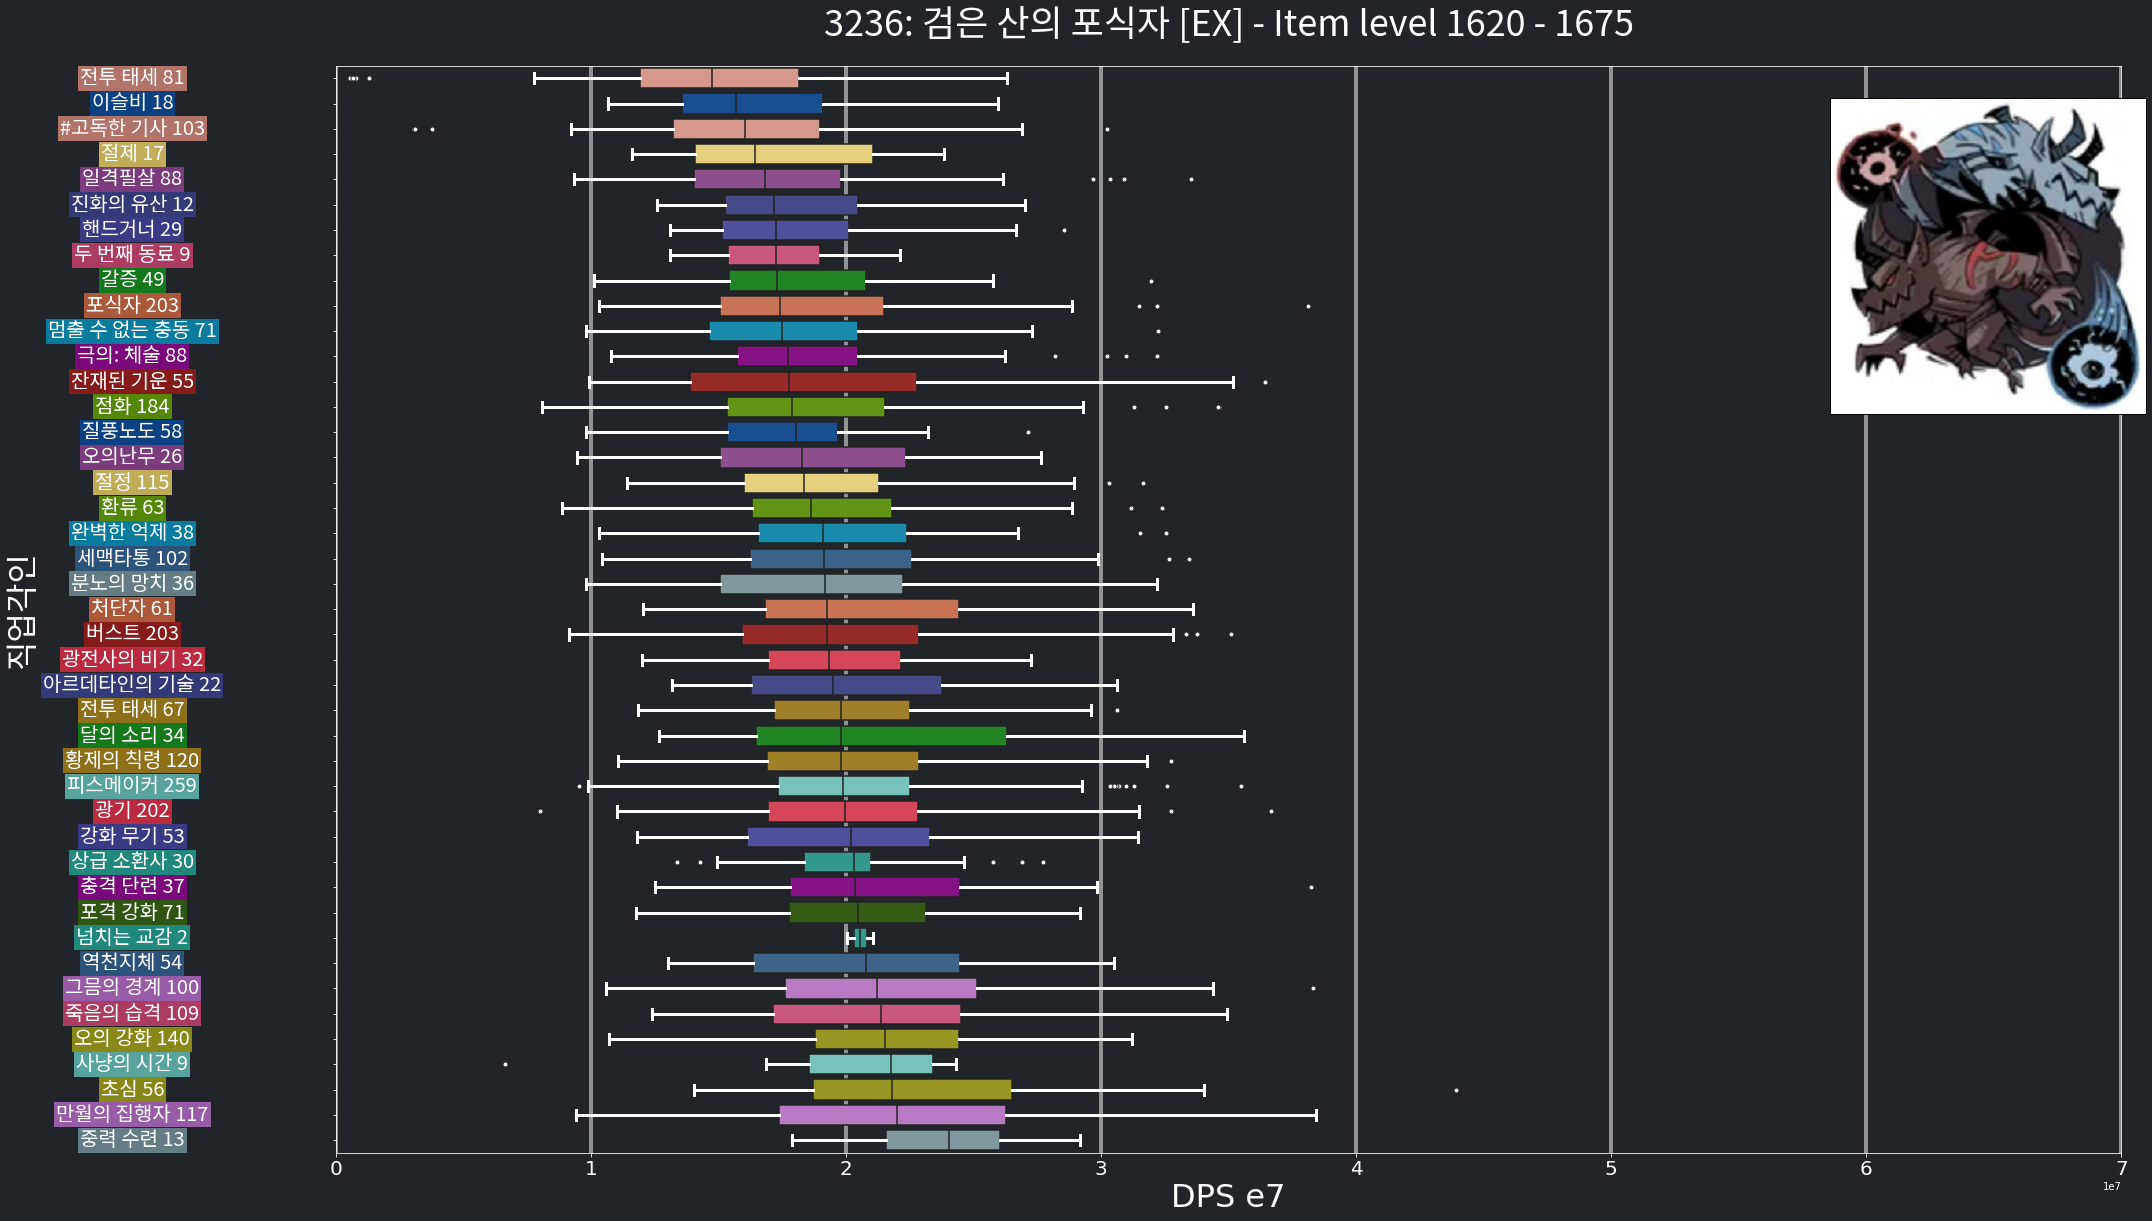 3236: 검은 산의 포식자 [EX] - Item level 1620 - 1675
직업각인
전투 태세 81
이슬비 18
#고독한 기사 103
절제 17
일격필살 88
진화의 유산 12
핸드거너 29
두 번째 동료 9
갈증 49
포식자 203
멈출 수 없는 충동 71
극의: 체술 88
잔재된 기운 55
점화 184
질풍노도 58
오의난무 26
절정 115
환류 63
완벽한 억제 38
세맥타통 102
분노의 망치 36
처단자 61
버스트 203
광전사의 비기 32
아르데타인의 기술 22
전투 태세 67
달의 소리 34
황제의 칙령 120
피스메이커 259
광기 202
강화 무기 53
상급 소환사 30
충격 단련 37
포격 강화 71
넘치는 교감 2
역천지체 54
그믐의 경계 100
죽음의 습격 109
오의 강화 140
사냥의 시간 9
초심 56
만월의 집행자 117
중력 수련 13
0 1 2 3 4 5 6 7
1e7
DPS e7